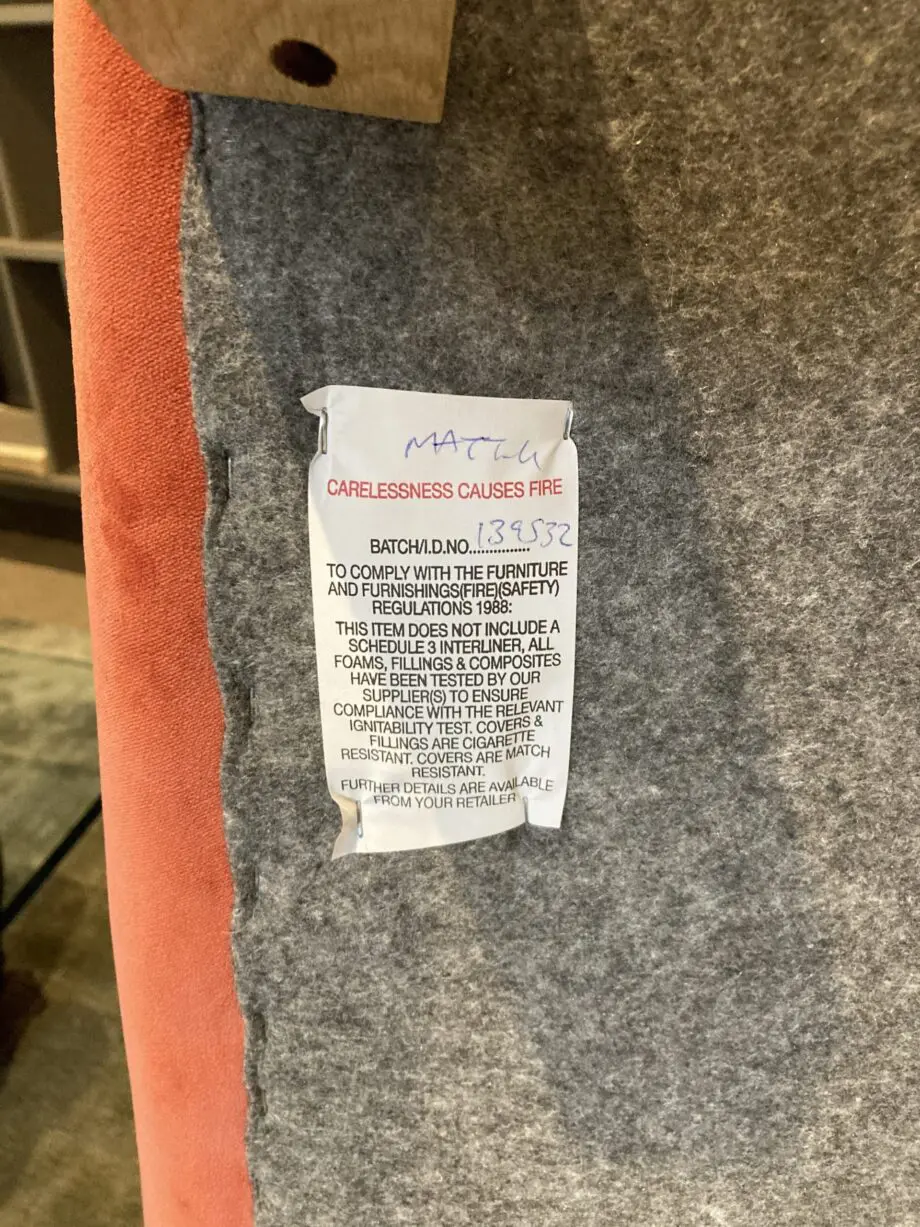 CARELESSNESS CAUSES FIRE
BATCH/I.D.NO............... 139532
TO COMPLY WITH THE FURNITURE
AND FURNISHINGS(FIRE)(SAFETY)
REGULATIONS 1988:
THIS ITEM DOES NOT INCLUDE A
SCHEDULE 3 INTERLINER, ALL
FOAMS, FILLINGS & COMPOSITES
HAVE BEEN TESTED BY OUR
SUPPLIER(S) TO ENSURE
COMPLIANCE WITH THE RELEVANT
IGNITABILITY TEST. COVERS &
FILLINGS ARE CIGARETTE
RESISTANT. COVERS ARE MATCH
RESISTANT.
FURTHER DETAILS ARE AVAILABLE
FROM YOUR RETAILER